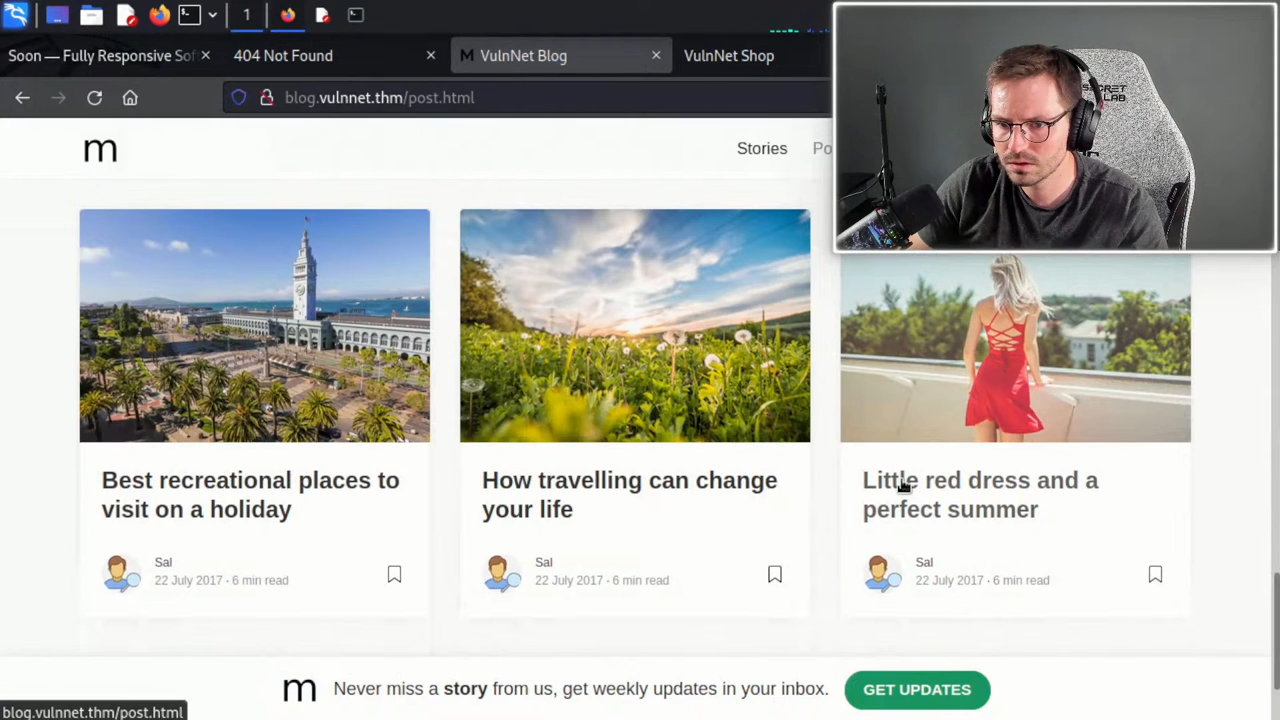 1
Soon — Fully Responsive Sof
404 Not Found
M VulnNet Blog
VulnNet Shop
blog.vulnnet.thm/post.html
m
Stories
Po
SECRET
LAB
Best recreational places to
visit on a holiday
Sal
22 July 2017 · 6 min read
How travelling can change
your life
Sal
22 July 2017 · 6 min read
Little red dress and a
perfect summer
Sal
22 July 2017 · 6 min read
m
Never miss a story from us, get weekly updates in your inbox.
GET UPDATES
blog.vulnnet.thm/post.html